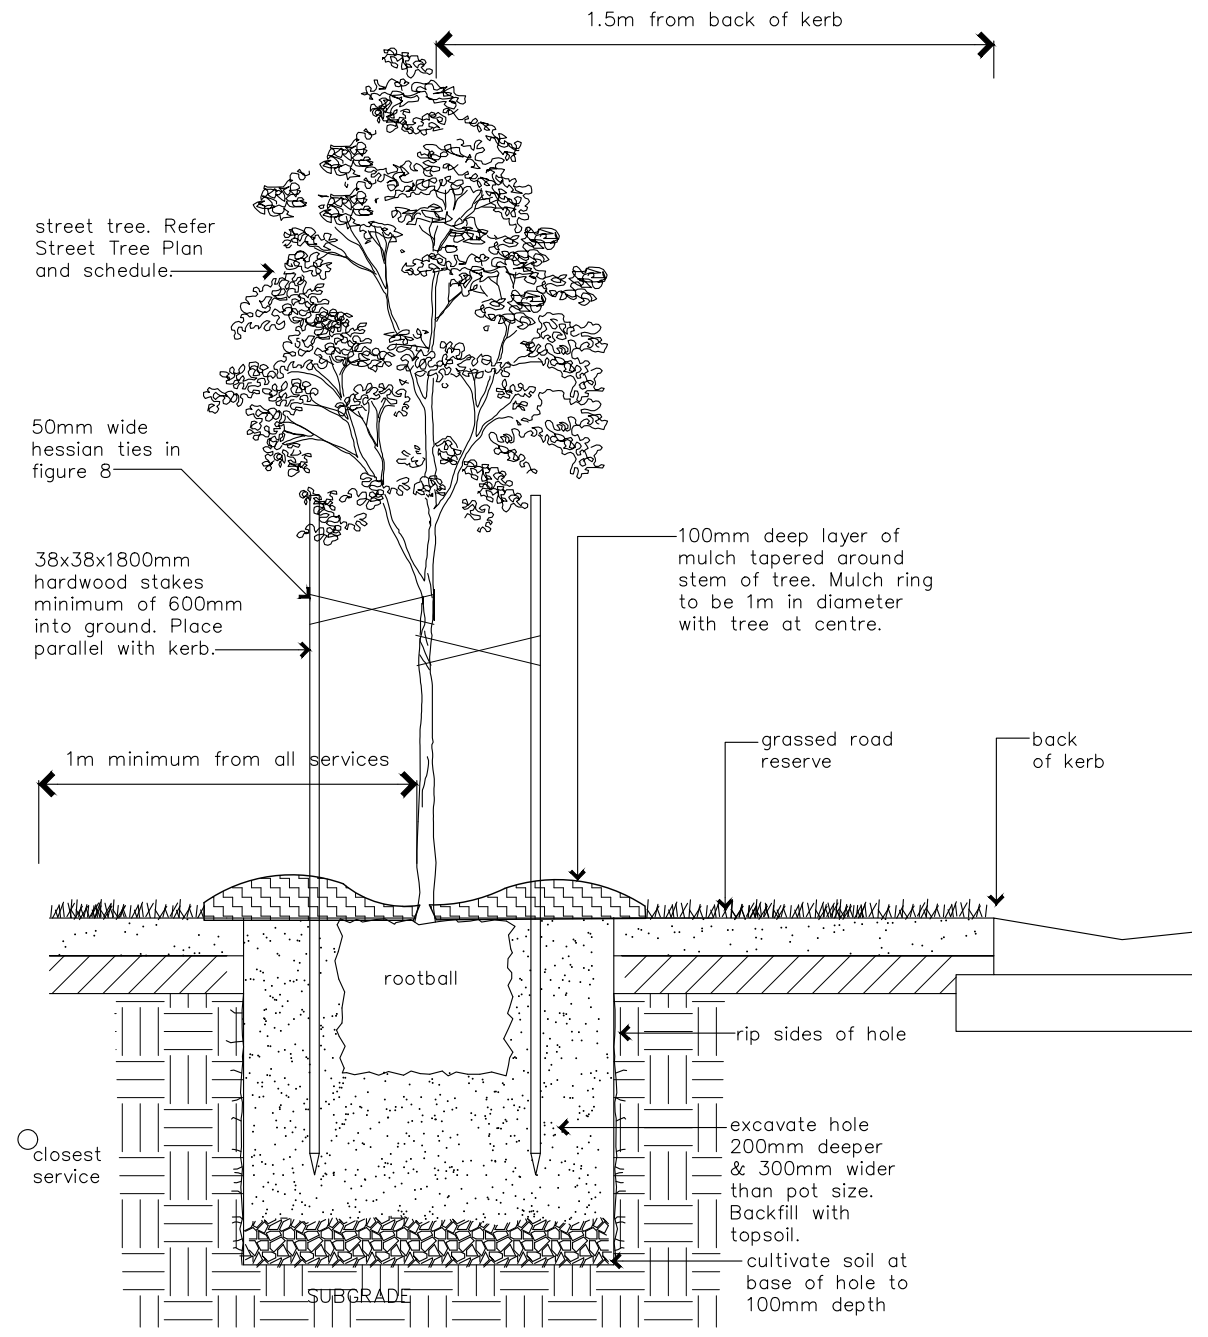 1.5m from back of kerb
street tree. Refer
Street Tree Plan
and schedule.
50mm wide
hessian ties in
figure 8
38x38x1800mm
hardwood stakes
minimum of 600mm
into ground. Place
parallel with kerb.
100mm deep layer of
mulch tapered around
stem of tree. Mulch ring
to be 1m in diameter
with tree at centre.
1m minimum from all services
grassed road
reserve
back
of kerb
rootball
rip sides of hole
closest
service
excavate hole
200mm deeper
& 300mm wider
than pot size.
Backfill with
topsoil.
cultivate soil at
base of hole to
100mm depth
SUBGRADE